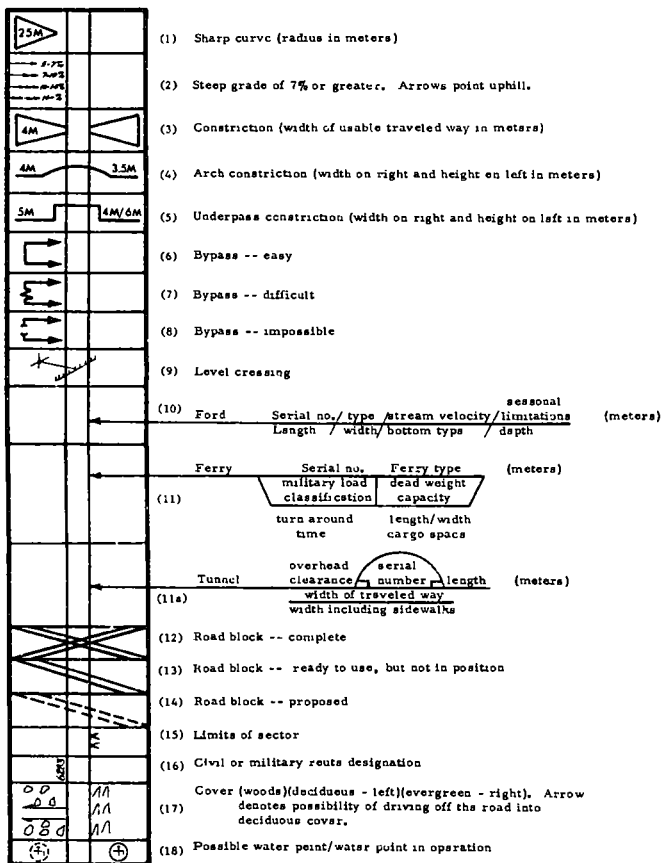 25M
(1) Sharp curve (radius in meters)
5-7%
7-10%
10-14%
(2) Steep grade of 7% or greater. Arrows point uphill.
4M
(3) Constriction (width of usable traveled way in meters)
4M 3.5M
(4) Arch constriction (width on right and height on left in meters)
5M 4M/6M
(5) Underpass constriction (width on right and height on left in meters)
(6) Bypass -- easy
(7) Bypass -- difficult
(8) Bypass -- impossible
(9) Level crossing
seasonal
(10) Ford Serial no./ type /stream velocity/limitations (meters)
Length / width/bottom type / depth
Ferry Serial no. Ferry type (meters)
military load dead weight
(11) classification capacity
turn around length/width
time cargo space
overhead serial
Tunnel clearance number length (meters)
(11a) width of traveled way
width including sidewalks
(12) Road block -- complete
(13) Road block -- ready to use, but not in position
(14) Road block -- proposed
(15) Limits of sector
(16) Civil or military route designation
Cover (woods)(deciduous - left)(evergreen - right). Arrow
(17) denotes possibility of driving off the road into
deciduous cover.
(18) Possible water point/water point in operation